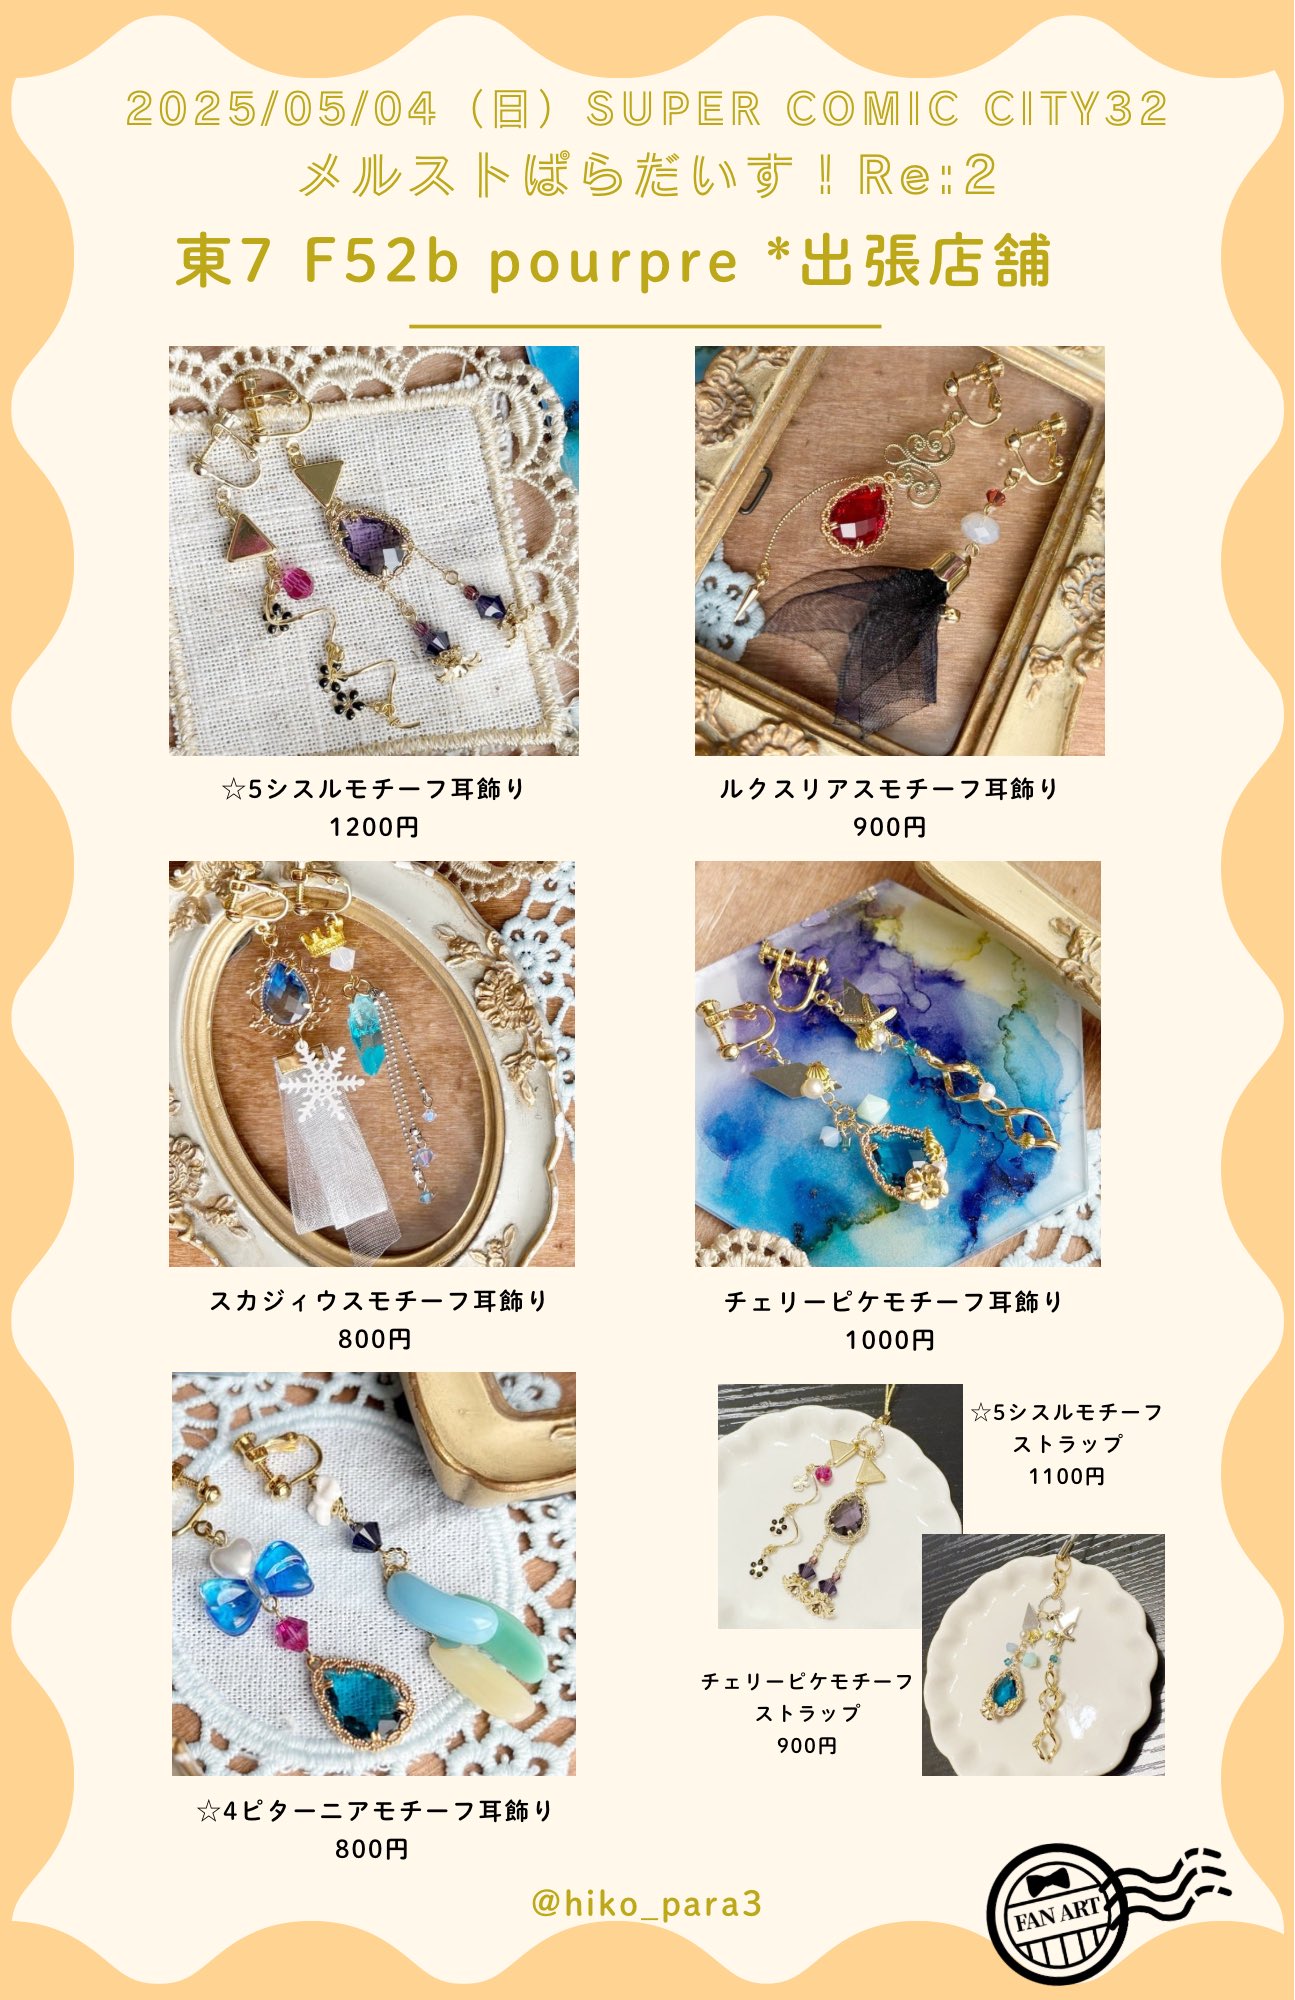 2025/05/04（日）SUPER COMIC CITY32
メルストぱらだいす！Re:2
東7 F52b pourpre *出張店舗
☆5シスルモチーフ耳飾り
1200円
ルクスリアスモチーフ耳飾り
900円
スカジィウスモチーフ耳飾り
800円
チェリーピケモチーフ耳飾り
1000円
☆4ピターニアモチーフ耳飾り
800円
☆5シスルモチーフ
ストラップ
1100円
チェリーピケモチーフ
ストラップ
900円
@hiko_para3
FAN ART